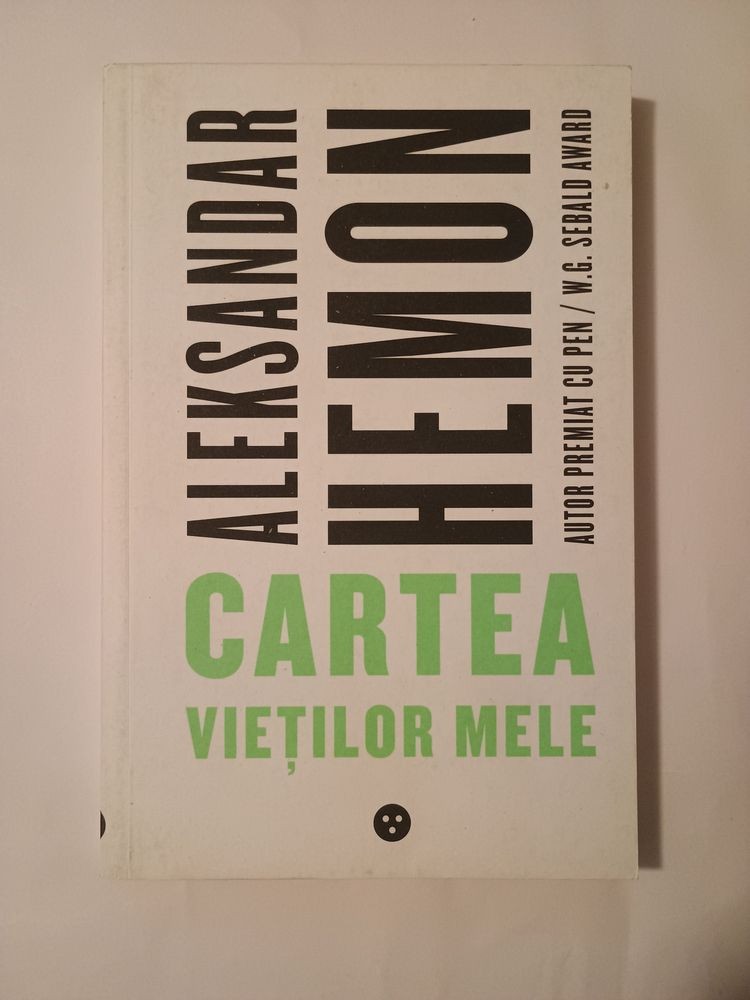 ALEKSANDAR
HEMON
AUTOR PREMIAT CU PEN / W.G. SEBALD AWARD
CARTEA
VIEȚILOR MELE